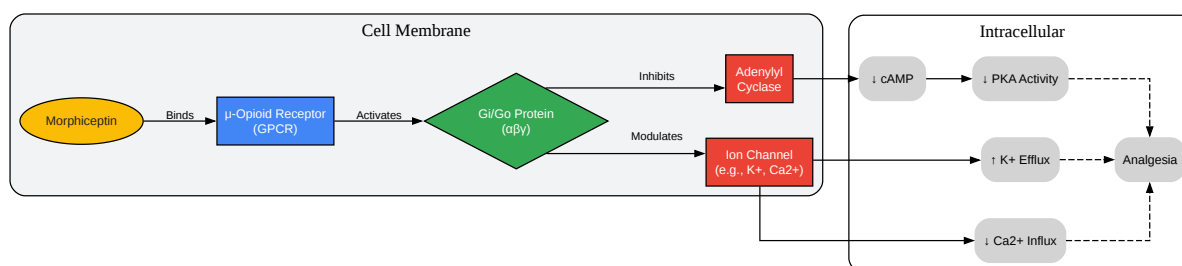 Cell Membrane
Intracellular
Morphiceptin
Binds
μ-Opioid Receptor
(GPCR)
Activates
Gi/Go Protein
(αβγ)
Inhibits
Adenylyl
Cyclase
Modulates
Ion Channel
(e.g., K+, Ca2+)
↓ cAMP
↓ PKA Activity
↑ K+ Efflux
↓ Ca2+ Influx
Analgesia